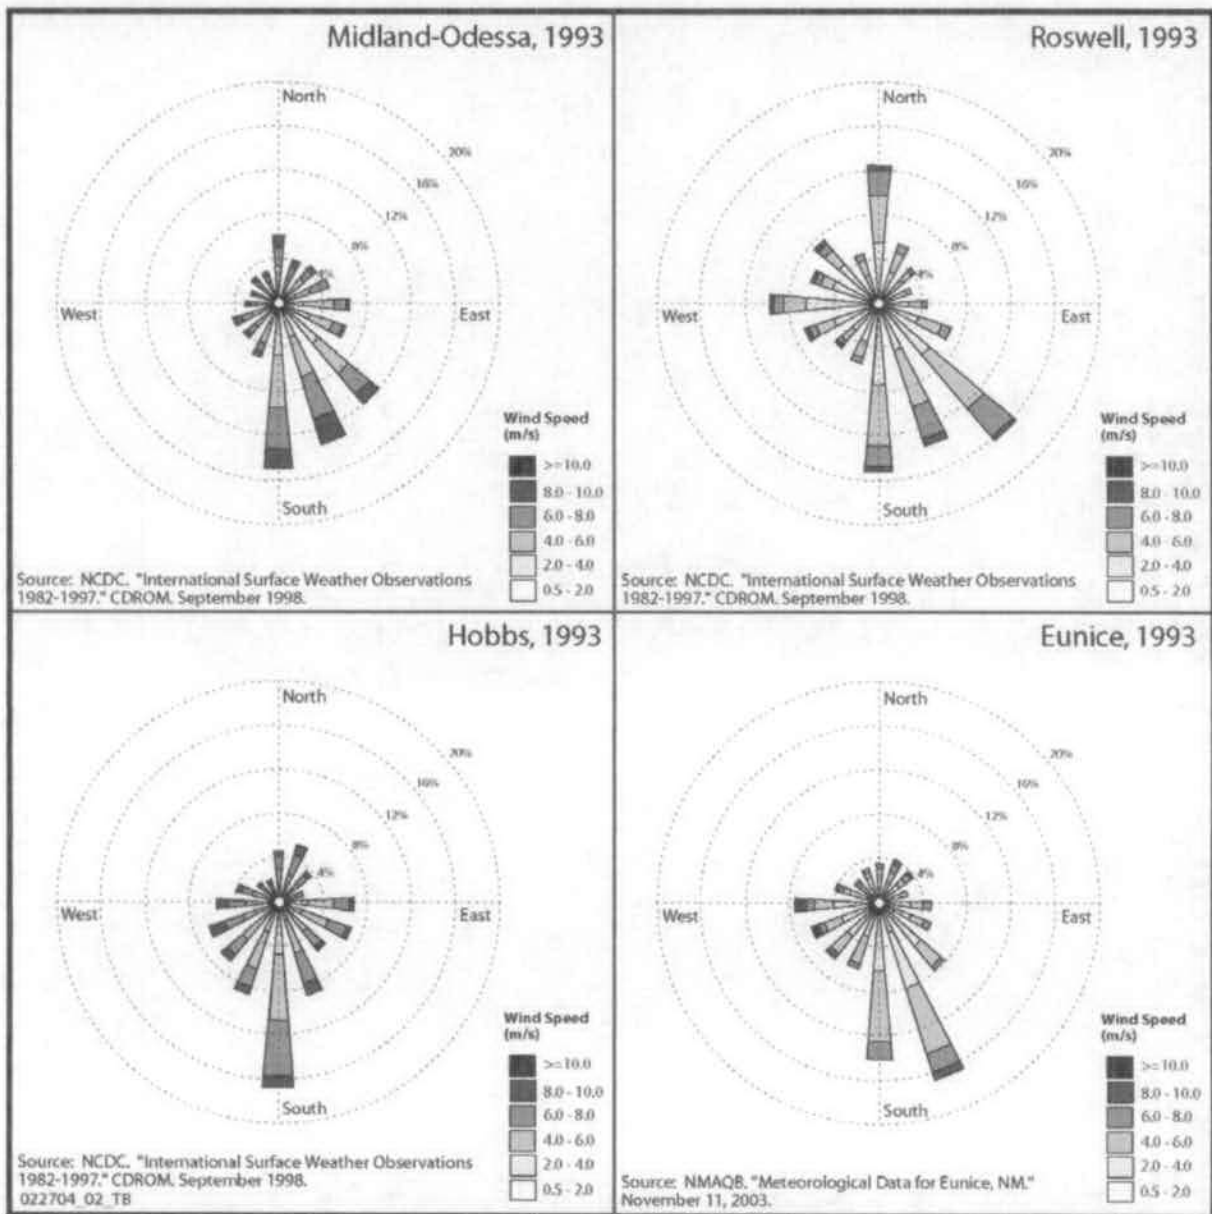 Midland-Odessa, 1993
North
20%
16%
12%
8%
4%
West
East
South
Wind Speed
(m/s)
>=10.0
8.0 - 10.0
6.0 - 8.0
4.0 - 6.0
2.0 - 4.0
0.5 - 2.0
Source: NCDC. "International Surface Weather Observations
1982-1997." CDROM. September 1998.
Roswell, 1993
North
20%
16%
12%
8%
4%
West
East
South
Wind Speed
(m/s)
>=10.0
8.0 - 10.0
6.0 - 8.0
4.0 - 6.0
2.0 - 4.0
0.5 - 2.0
Source: NCDC. "International Surface Weather Observations
1982-1997." CDROM. September 1998.
Hobbs, 1993
North
20%
16%
12%
8%
4%
West
East
South
Wind Speed
(m/s)
>=10.0
8.0 - 10.0
6.0 - 8.0
4.0 - 6.0
2.0 - 4.0
0.5 - 2.0
Source: NCDC. "International Surface Weather Observations
1982-1997." CDROM. September 1998.
022704_02_TB
Eunice, 1993
North
20%
16%
12%
8%
4%
West
East
South
Wind Speed
(m/s)
>=10.0
8.0 - 10.0
6.0 - 8.0
4.0 - 6.0
2.0 - 4.0
0.5 - 2.0
Source: NMAQB. "Meteorological Data for Eunice, NM."
November 11, 2003.